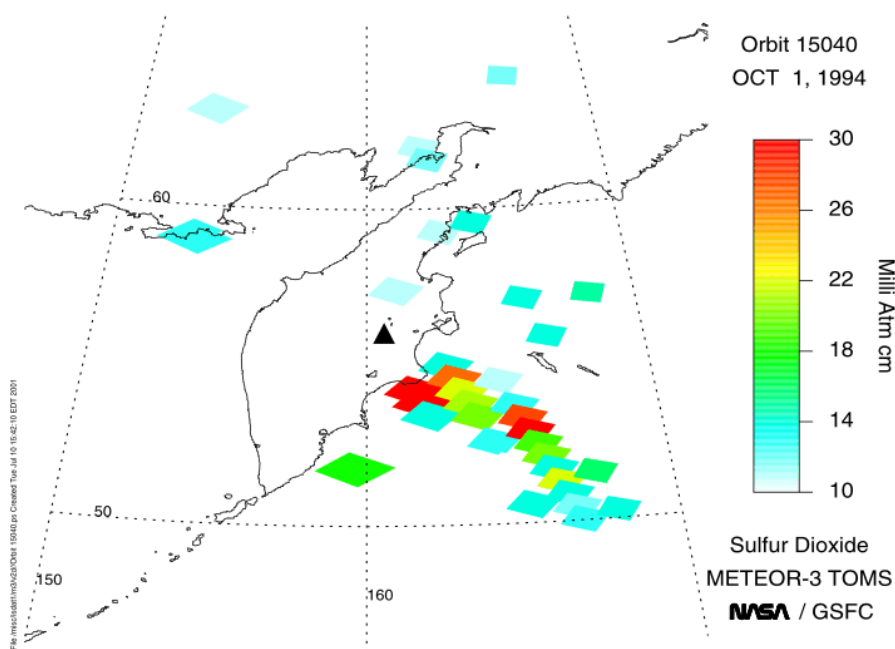 Orbit 15040
OCT 1, 1994
30
26
22
18
14
10
Milli Atm cm
60
50
150
160
Sulfur Dioxide
METEOR-3 TOMS
NASA / GSFC